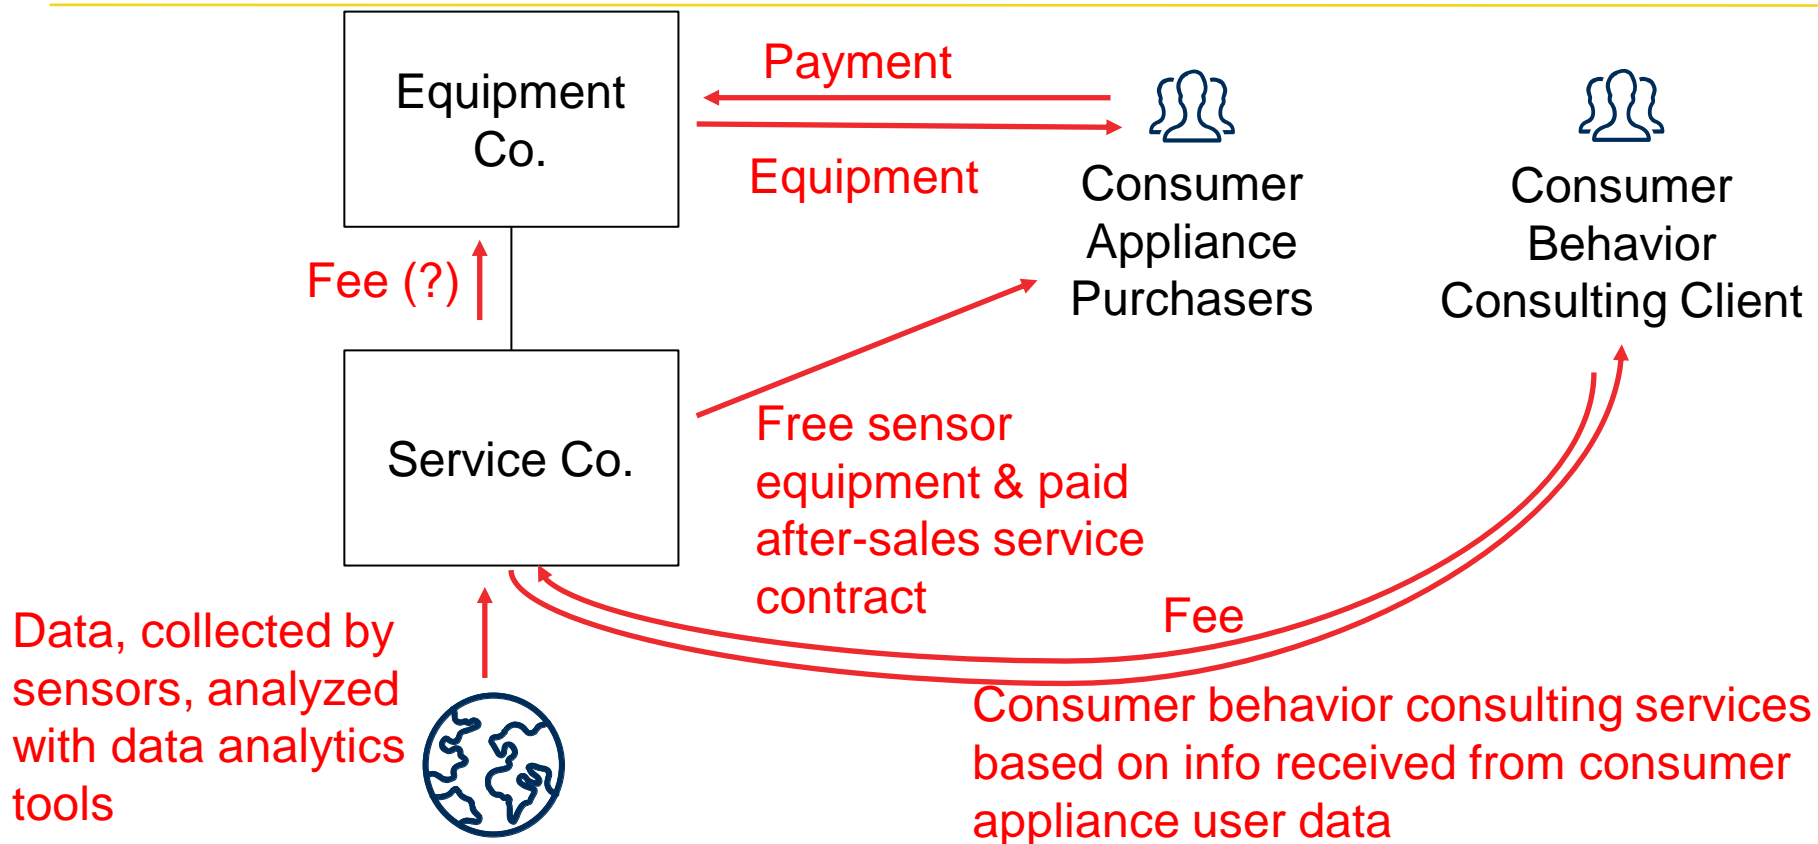 Equipment
Co.
Payment
Equipment
Consumer
Appliance
Purchasers
Consumer
Behavior
Consulting Client
Fee (?)
Service Co.
Free sensor
equipment & paid
after-sales service
contract
Fee
Data, collected by
sensors, analyzed
with data analytics
tools
Consumer behavior consulting services
based on info received from consumer
appliance user data